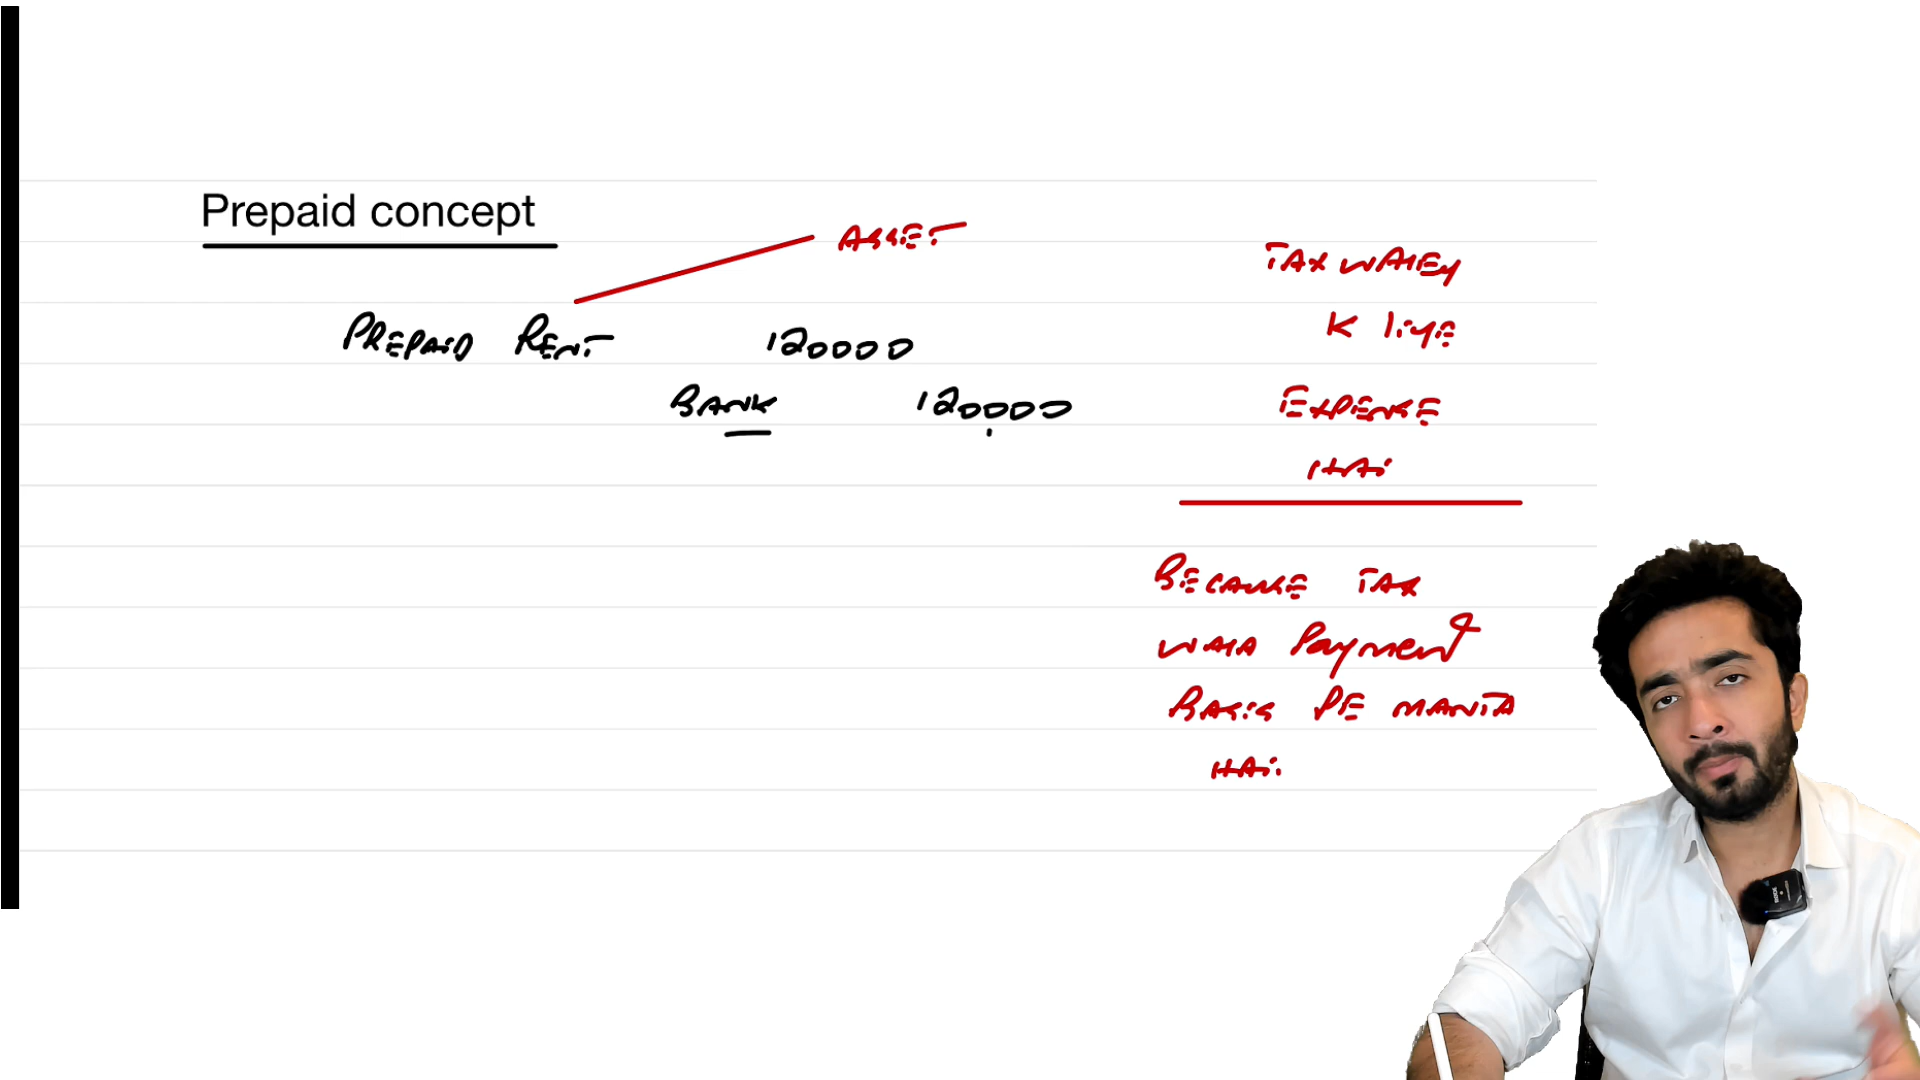 Prepaid concept
ASSET
PREPAID RENT 120000
BANK 120000
TAX WALEY
K liye
EXPENSE
HAi
BECAUSE TAX
WALA Payment
BASiS PE MANTA
HAi.